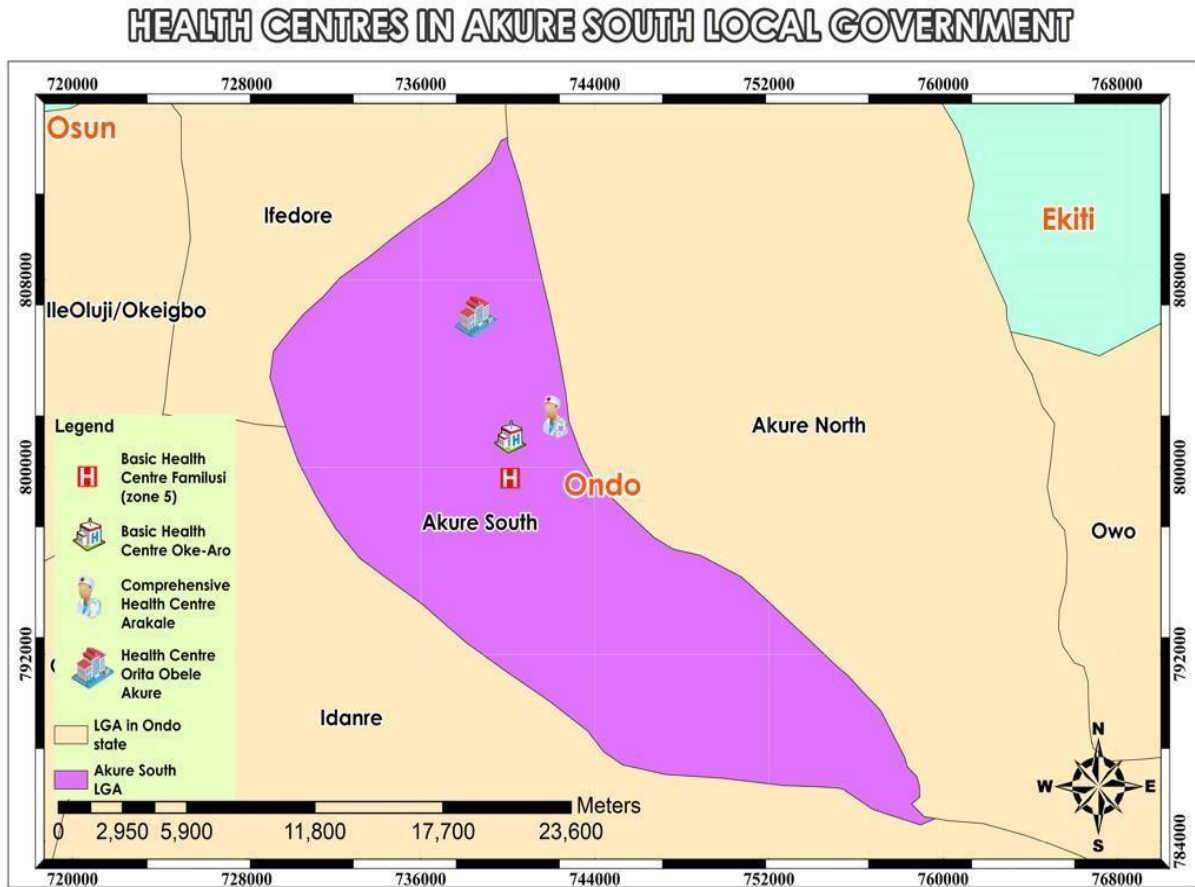 HEALTH CENTRES IN AKURE SOUTH LOCAL GOVERNMENT
720000 728000 736000 744000 752000 760000 768000
Osun
Ifedore
Ekiti
808000
808000
IleOluji/Okeigbo
Akure North
Legend
Basic Health
Centre Familusi
(zone 5)
Basic Health
Centre Oke-Aro
Comprehensive
Health Centre
Arakale
Health Centre
Orita Obele
Akure
LGA in Ondo
state
Akure South
LGA
H
H
800000
800000
Ondo
Akure South
Owo
792000
792000
Idanre
N
W E
S
Meters
0 2,950 5,900 11,800 17,700 23,600
784000
720000 728000 736000 744000 752000 760000 768000